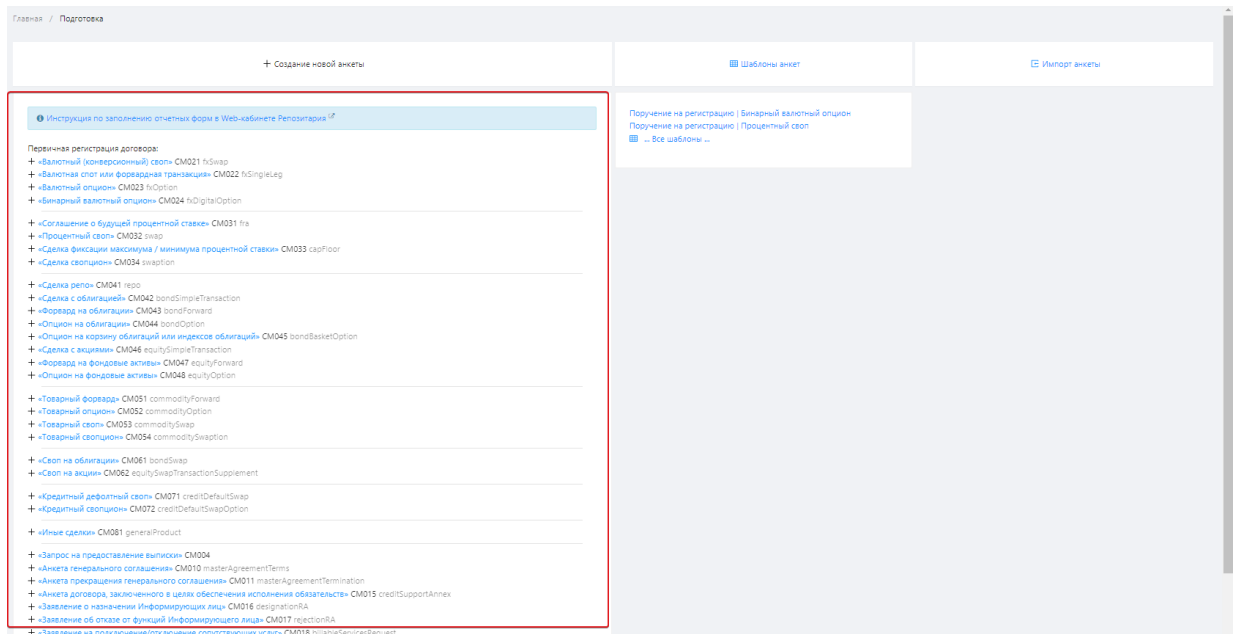 Главная / Подготовка
+ Создание новой анкеты
Шаблоны анкет
Импорт анкеты
Инструкция по заполнению отчетных форм в Web-кабинете Репозитария
Первичная регистрация договора:
+ «Валютный (конверсионный) своп» CM021 fxSwap
+ «Валютная спот или форвардная транзакция» CM022 fxSingleLeg
+ «Валютный опцион» CM023 fxOption
+ «Бинарный валютный опцион» CM024 fxDigitalOption
+ «Соглашение о будущей процентной ставке» CM031 fra
+ «Процентный своп» CM032 swap
+ «Сделка фиксации максимума / минимума процентной ставки» CM033 capFloor
+ «Сделка свопцион» CM034 swaption
+ «Сделка репо» CM041 repo
+ «Сделка с облигацией» CM042 bondSimpleTransaction
+ «Форвард на облигации» CM043 bondForward
+ «Опцион на облигации» CM044 bondOption
+ «Опцион на корзину облигаций или индексов облигаций» CM045 bondBasketOption
+ «Сделка с акциями» CM046 equitySimpleTransaction
+ «Форвард на фондовые активы» CM047 equityForward
+ «Опцион на фондовые активы» CM048 equityOption
+ «Товарный форвард» CM051 commodityForward
+ «Товарный опцион» CM052 commodityOption
+ «Товарный своп» CM053 commoditySwap
+ «Товарный свопцион» CM054 commoditySwaption
+ «Своп на облигации» CM061 bondSwap
+ «Своп на акции» CM062 equitySwapTransactionSupplement
+ «Кредитный дефолтный своп» CM071 creditDefaultSwap
+ «Кредитный свопцион» CM072 creditDefaultSwapOption
+ «Иные сделки» CM081 generalProduct
+ «Запрос на предоставление выписки» CM004
+ «Анкета генерального соглашения» CM010 masterAgreementTerms
+ «Анкета прекращения генерального соглашения» CM011 masterAgreementTermination
+ «Анкета договора, заключенного в целях обеспечения исполнения обязательств» CM015 creditSupportAnnex
+ «Заявление о назначении Информирующих лиц» CM016 designationRA
+ «Заявление об отказе от функций Информирующего лица» CM017 rejectionRA
+ «Заявление на подключение/отключение сопутствующих услуг» CM018 billableServicesRequest
Поручение на регистрацию | Бинарный валютный опцион
Поручение на регистрацию | Процентный своп
... Все шаблоны ...